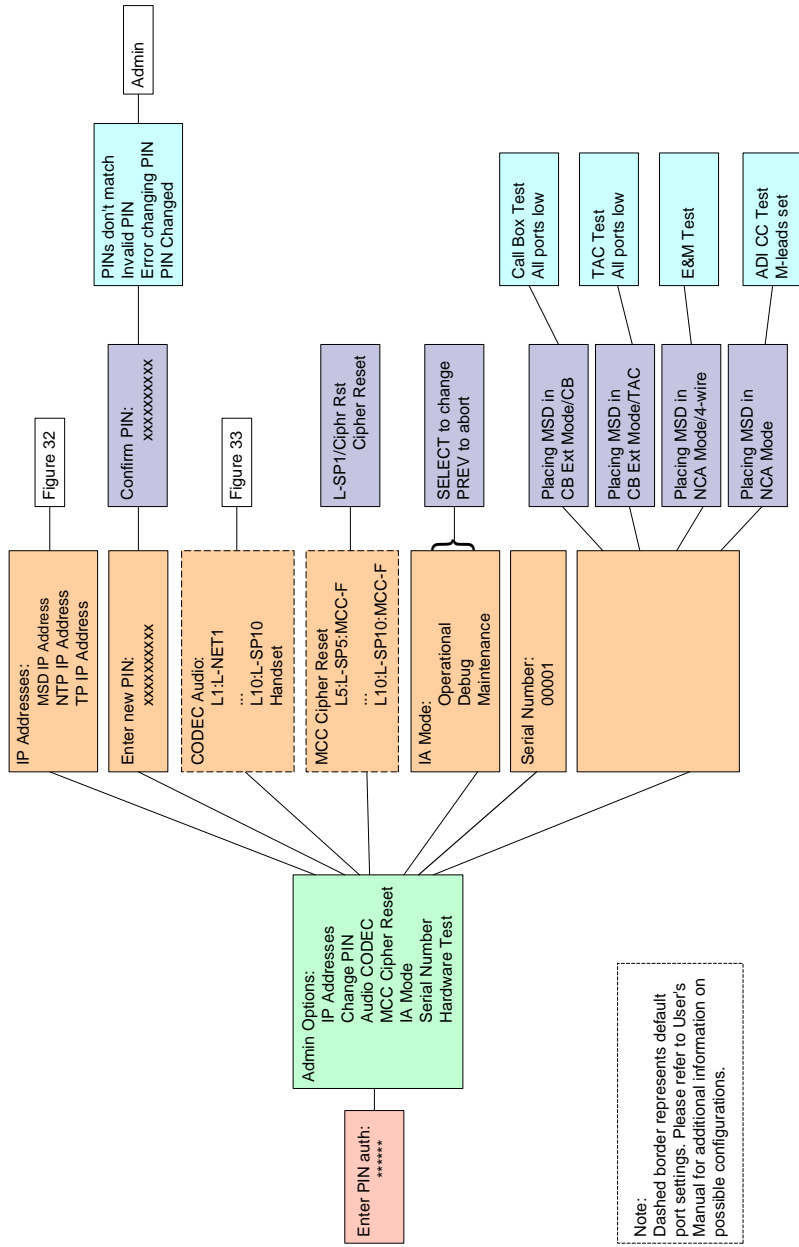 Enter PIN auth:
******
Admin Options:
IP Addresses
Change PIN
Audio CODEC
MCC Cipher Reset
IA Mode
Serial Number
Hardware Test
IP Addresses:
MSD IP Address
NTP IP Address
TP IP Address
Figure 32
Enter new PIN:
xxxxxxxxxx
Confirm PIN:
xxxxxxxxxx
PINs don't match
Invalid PIN
Error changing PIN
PIN Changed
Admin
CODEC Audio:
L1:L-NET1
...
L10:L-SP10
Handset
Figure 33
MCC Cipher Reset
L5:L-SP5:MCC-F
...
L10:L-SP10:MCC-F
L-SP1/Ciphr Rst
Cipher Reset
IA Mode:
Operational
Debug
Maintenance
SELECT to change
PREV to abort
Serial Number:
00001
Placing MSD in
CB Ext Mode/CB
Call Box Test
All ports low
Placing MSD in
CB Ext Mode/TAC
TAC Test
All ports low
Placing MSD in
NCA Mode/4-wire
E&M Test
Placing MSD in
NCA Mode
ADI CC Test
M-leads set
Note:
Dashed border represents default
port settings. Please refer to User's
Manual for additional information on
possible configurations.